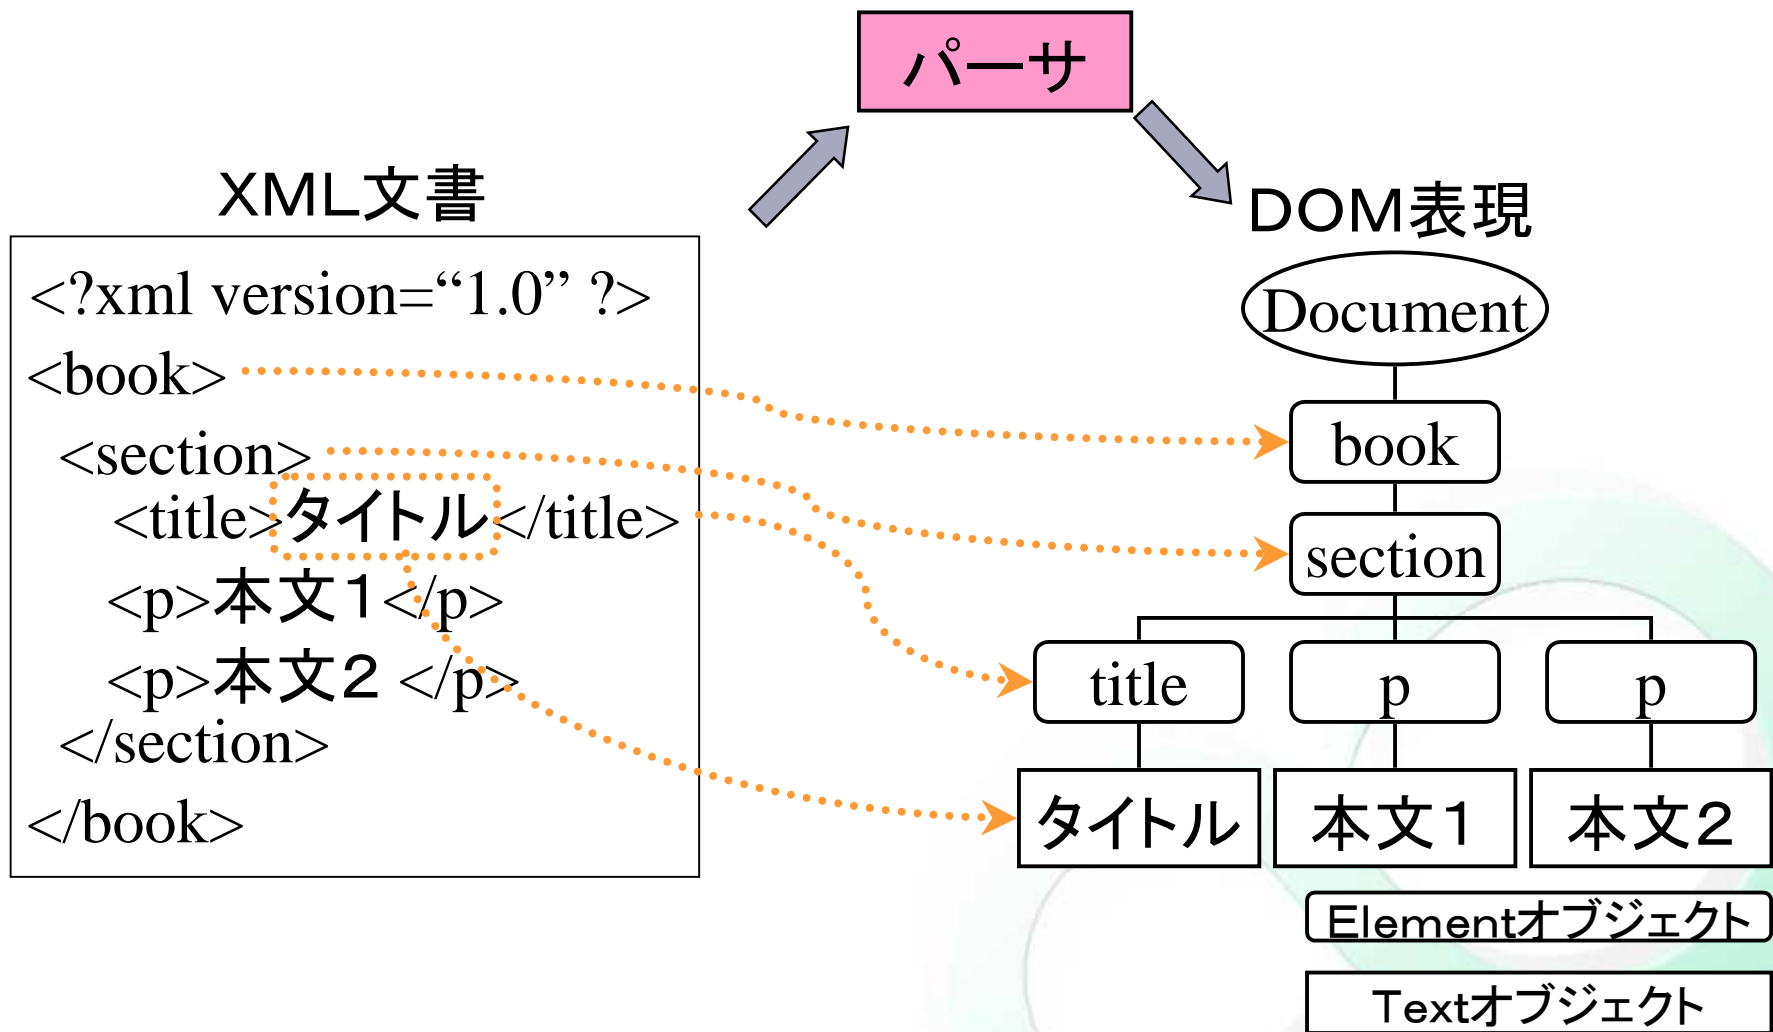 パーサ
XML文書
<?xml version=“1.0” ?>
<book>
<section>
<title>タイトル</title>
<p>本文1</p>
<p>本文2 </p>
</section>
</book>
DOM表現
Document
book
section
title p p
タイトル 本文1 本文2
Elementオブジェクト
Textオブジェクト